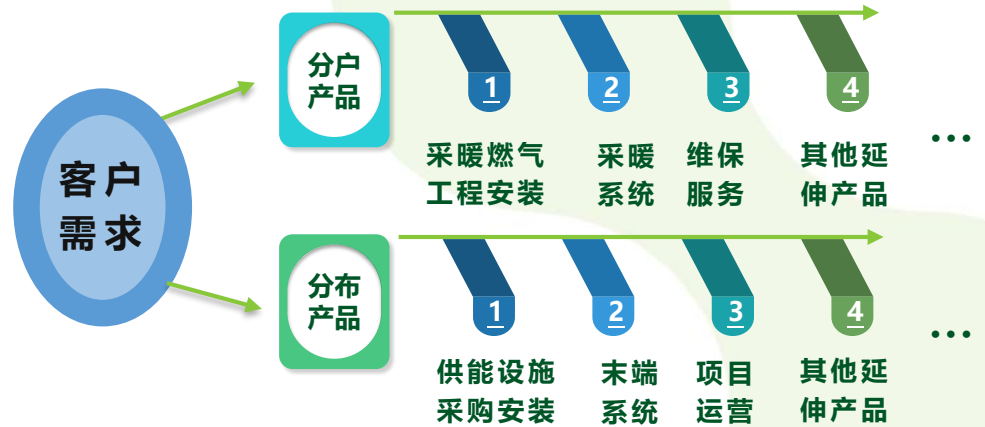 客户
需求
分户
产品
1
2
3
4
采暖燃气
工程安装
采暖
系统
维保
服务
其他延
伸产品
...
分布
产品
1
2
3
4
供能设施
采购安装
末端
系统
项目
运营
其他延
伸产品
...